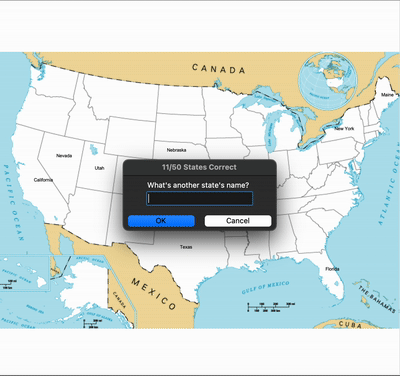 CANADA
Maine
New York
Nevada
Utah
Nebraska
California
PACIFIC OCEAN
ATLANTIC OCEAN
11/50 States Correct
What's another state's name?
OK
Cancel
Texas
Florida
MEXICO
GULF OF MEXICO
THE BAHAMAS
CUBA
CANADA